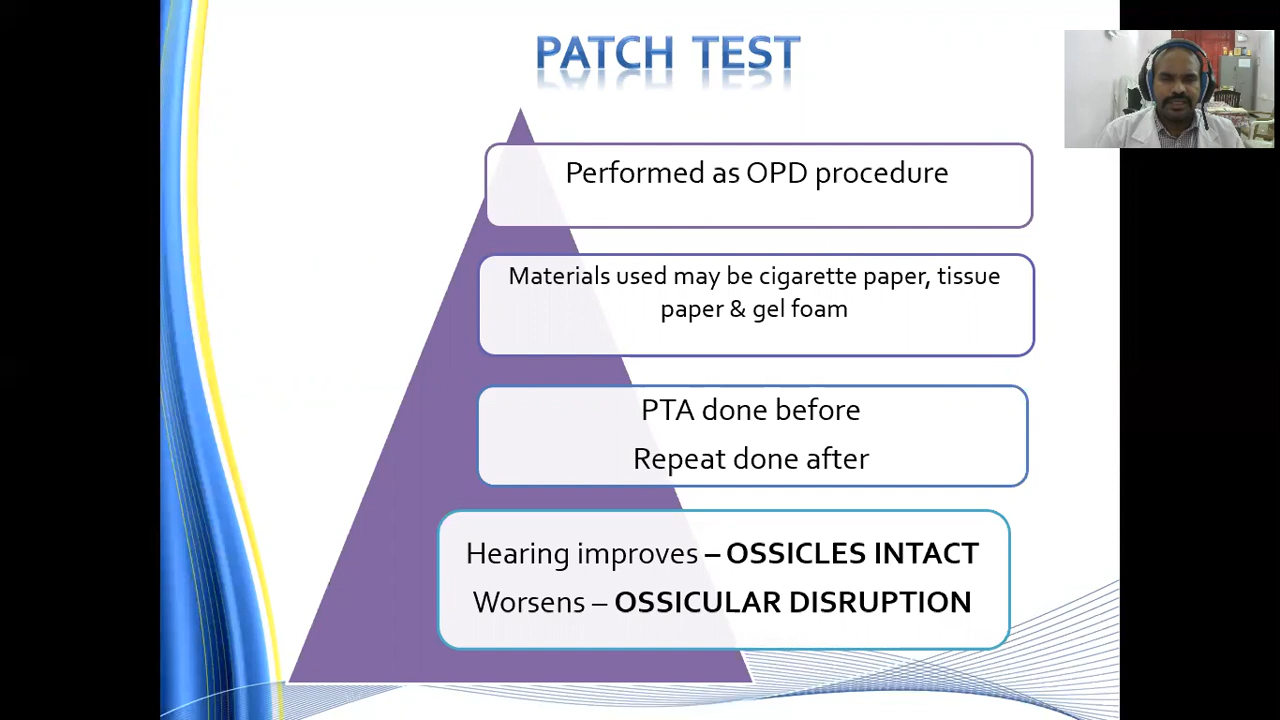 PATCH TEST
Performed as OPD procedure
Materials used may be cigarette paper, tissue
paper & gel foam
PTA done before
Repeat done after
Hearing improves – OSSICLES INTACT
Worsens – OSSICULAR DISRUPTION